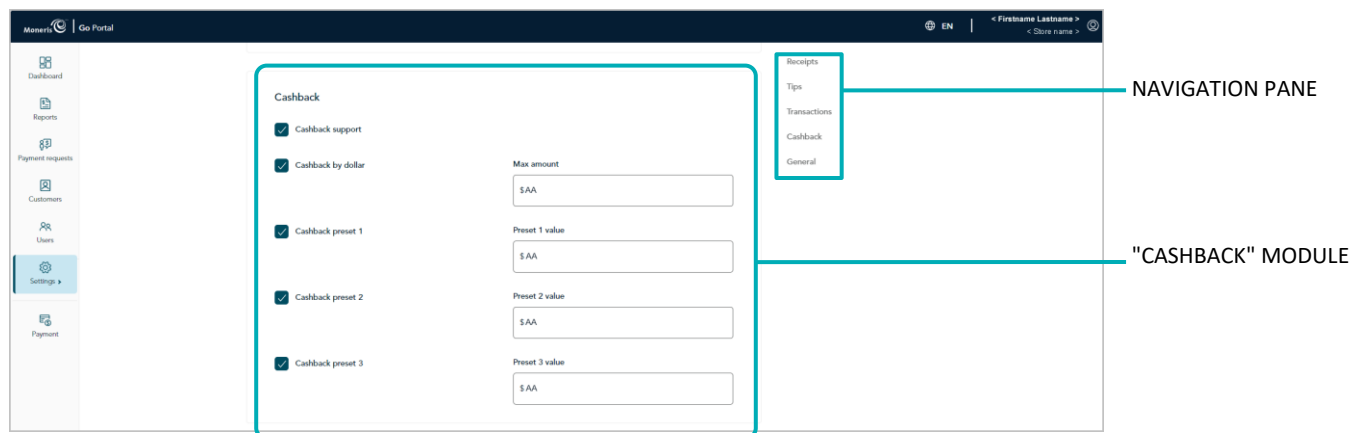 Moneris Go Portal
EN
< Firstname Lastname >
< Store name >
Dashboard
Reports
Payment requests
Customers
Users
Settings
Payment
Cashback
Cashback support
Cashback by dollar
Max amount
$AA
Cashback preset 1
Preset 1 value
$AA
Cashback preset 2
Preset 2 value
$AA
Cashback preset 3
Preset 3 value
$AA
Receipts
Tips
Transactions
Cashback
General
NAVIGATION PANE
"CASHBACK" MODULE